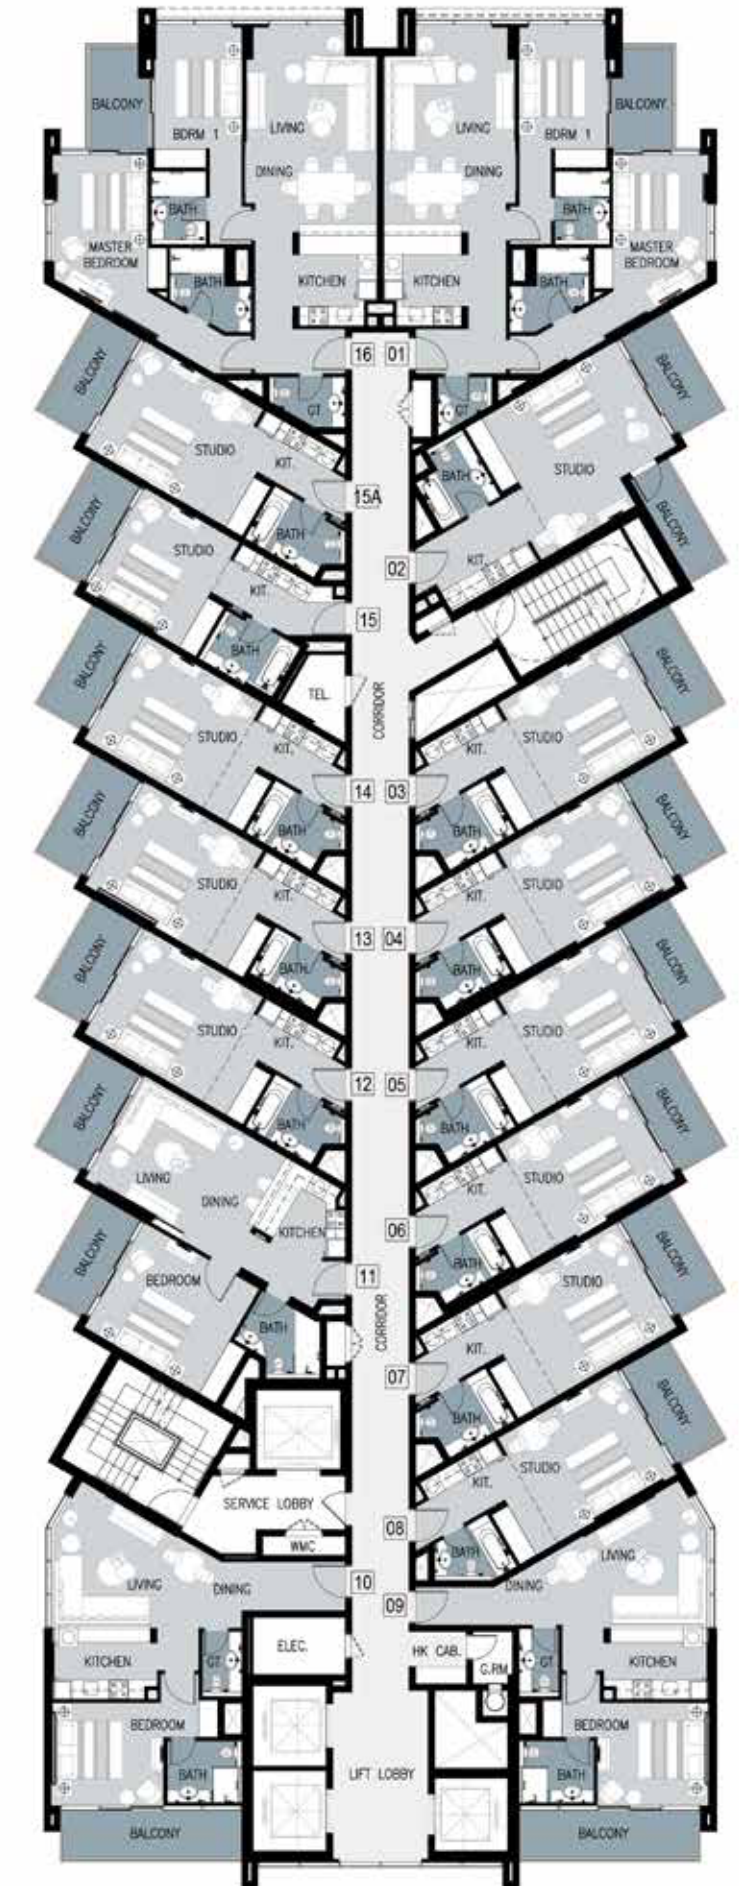 BALCONY
BDRM 1
LIVING
LIVING
BDRM 1
BALCONY
DINING
DINING
BATH
BATH
MASTER
BEDROOM
MASTER
BEDROOM
BATH
KITCHEN
KITCHEN
BATH
16
01
BALCONY
BALCONY
GT
GT
STUDIO
KIT.
BATH
STUDIO
15A
BALCONY
BATH
BALCONY
STUDIO
02
KIT.
KIT.
15
BATH
BALCONY
TEL.
CORRIDOR
BALCONY
STUDIO
KIT.
KIT.
STUDIO
14
03
BALCONY
BATH
BATH
BALCONY
STUDIO
KIT.
KIT.
STUDIO
13
04
BALCONY
BATH
BATH
BALCONY
STUDIO
KIT.
KIT.
STUDIO
12
05
BALCONY
BATH
BATH
BALCONY
LIVING
DINING
KIT.
STUDIO
KITCHEN
06
BALCONY
BEDROOM
11
BATH
STUDIO
BALCONY
BATH
CORRIDOR
KIT.
07
BALCONY
BATH
STUDIO
KIT.
SERVICE LOBBY
08
WMC
BATH
LIVING
LIVING
DINING
10
DINING
09
ELEC.
HK CAB.
G.RM
KITCHEN
GT
GT
KITCHEN
BEDROOM
BEDROOM
BATH
LIFT LOBBY
BATH
BALCONY
BALCONY